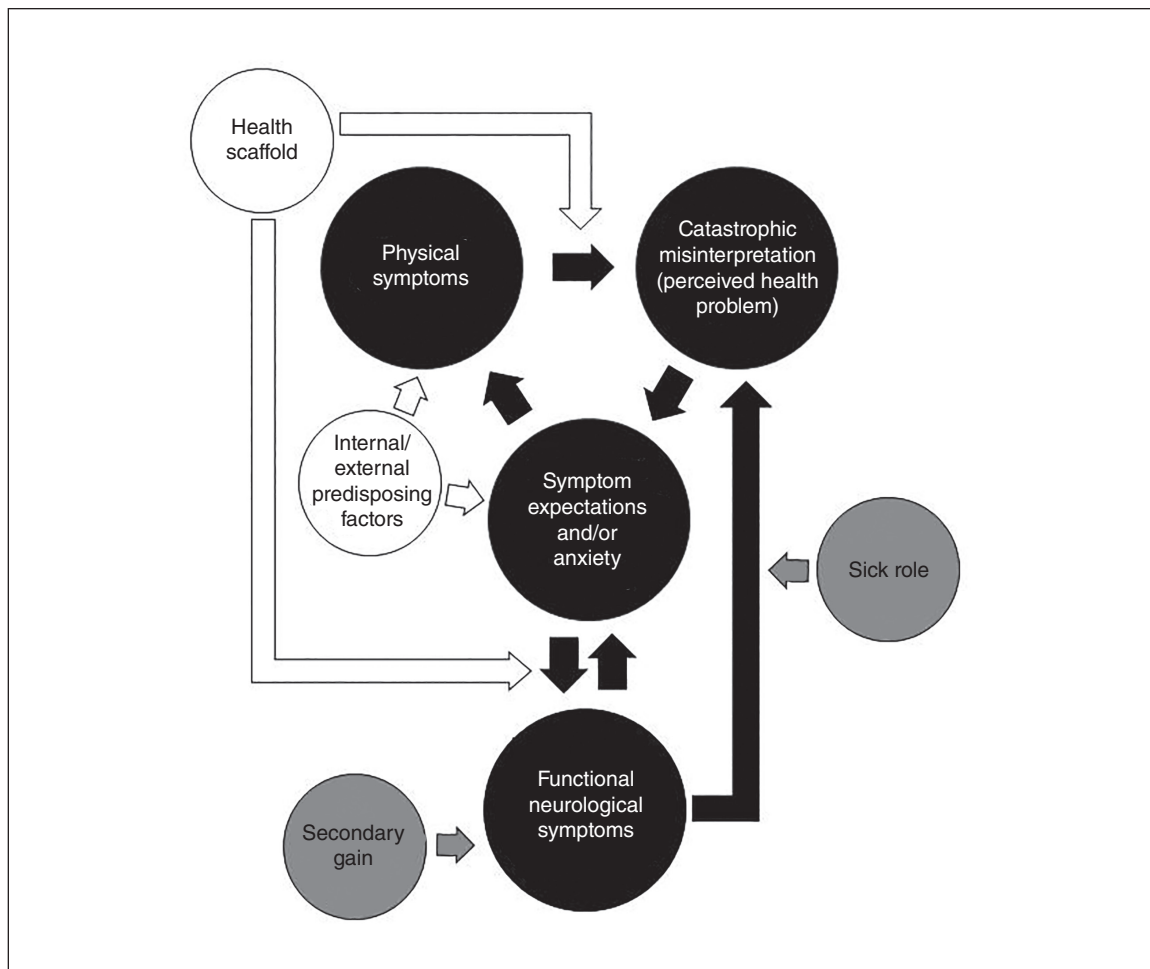 Health
scaffold
Physical
symptoms
Catastrophic
misinterpretation
(perceived health
problem)
Internal/
external
predisposing
factors
Symptom
expectations
and/or
anxiety
Sick role
Functional
neurological
symptoms
Secondary
gain